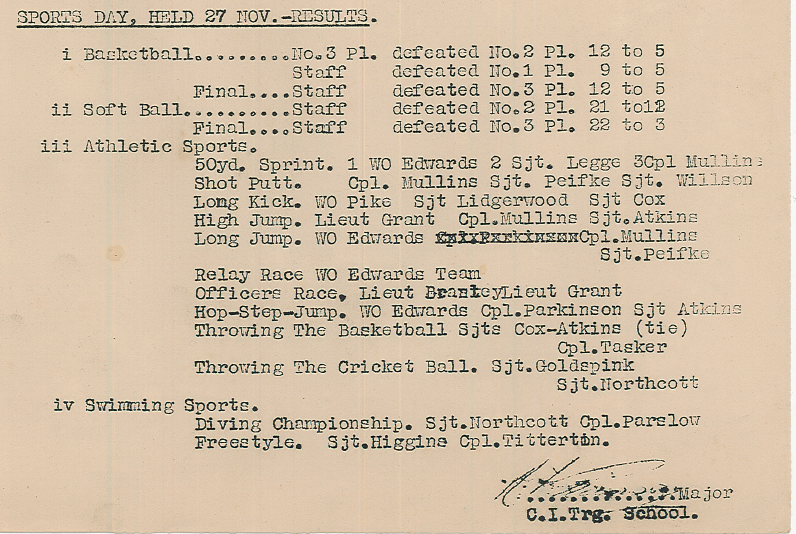 SPORTS DAY, HELD 27 NOV.-RESULTS.
i Basketball..........No.3 Pl. defeated No.2 Pl. 12 to 5
Staff defeated No.1 Pl. 9 to 5
Final....Staff defeated No.3 Pl. 12 to 5
ii Soft Ball..........Staff defeated No.2 Pl. 21 to12
Final....Staff defeated No.3 Pl. 22 to 3
iii Athletic Sports.
50yd. Sprint. 1 WO Edwards 2 Sjt. Legge 3Cpl Mullins
Shot Putt. Cpl. Mullins Sjt. Peifke Sjt. Willson
Long Kick. WO Pike Sjt Lidgerwood Sjt Cox
High Jump. Lieut Grant Cpl.Mullins Sjt.Atkins
Long Jump. WO Edwards Cpl.Mullins
Sjt.Peifke
Relay Race WO Edwards Team
Officers Race. Lieut Lieut Grant
Hop-Step-Jump. WO Edwards Cpl.Parkinson Sjt Atkins
Throwing The Basketball Sjts Cox-Atkins (tie)
Cpl.Tasker
Throwing The Cricket Ball. Sjt.Goldspink
Sjt.Northcott
iv Swimming Sports.
Diving Championship. Sjt.Northcott Cpl.Parslow
Freestyle. Sjt.Higgins Cpl.Titterton.
................Major
C.I.Trg. School.